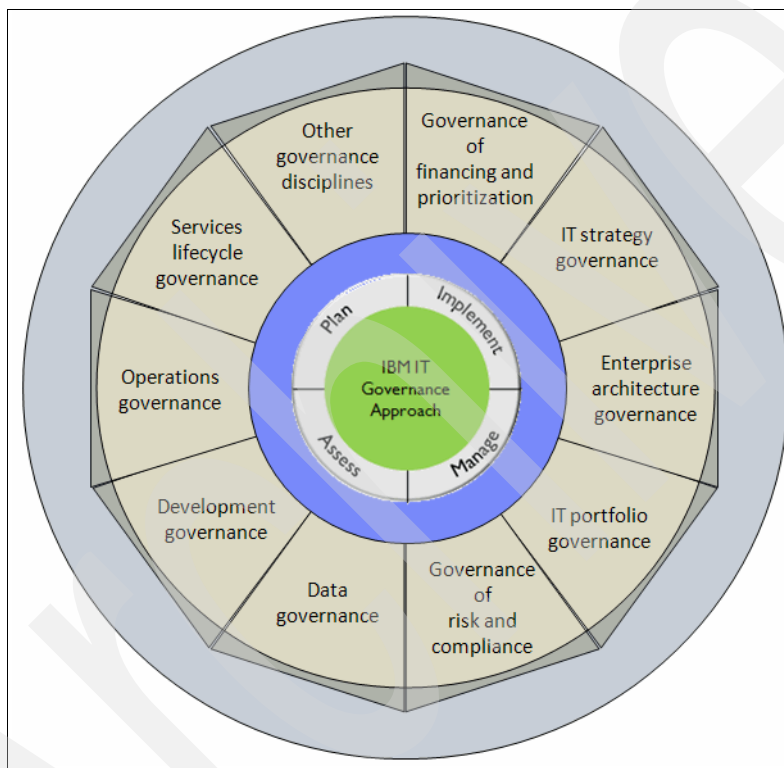 Other
governance
disciplines
Governance
of
financing and
prioritization
IT strategy
governance
Enterprise
architecture
governance
IT portfolio
governance
Governance
of
risk and
compliance
Data
governance
Development
governance
Operations
governance
Services
lifecycle
governance
Plan
Implement
Manage
Assess
IBM IT
Governance
Approach